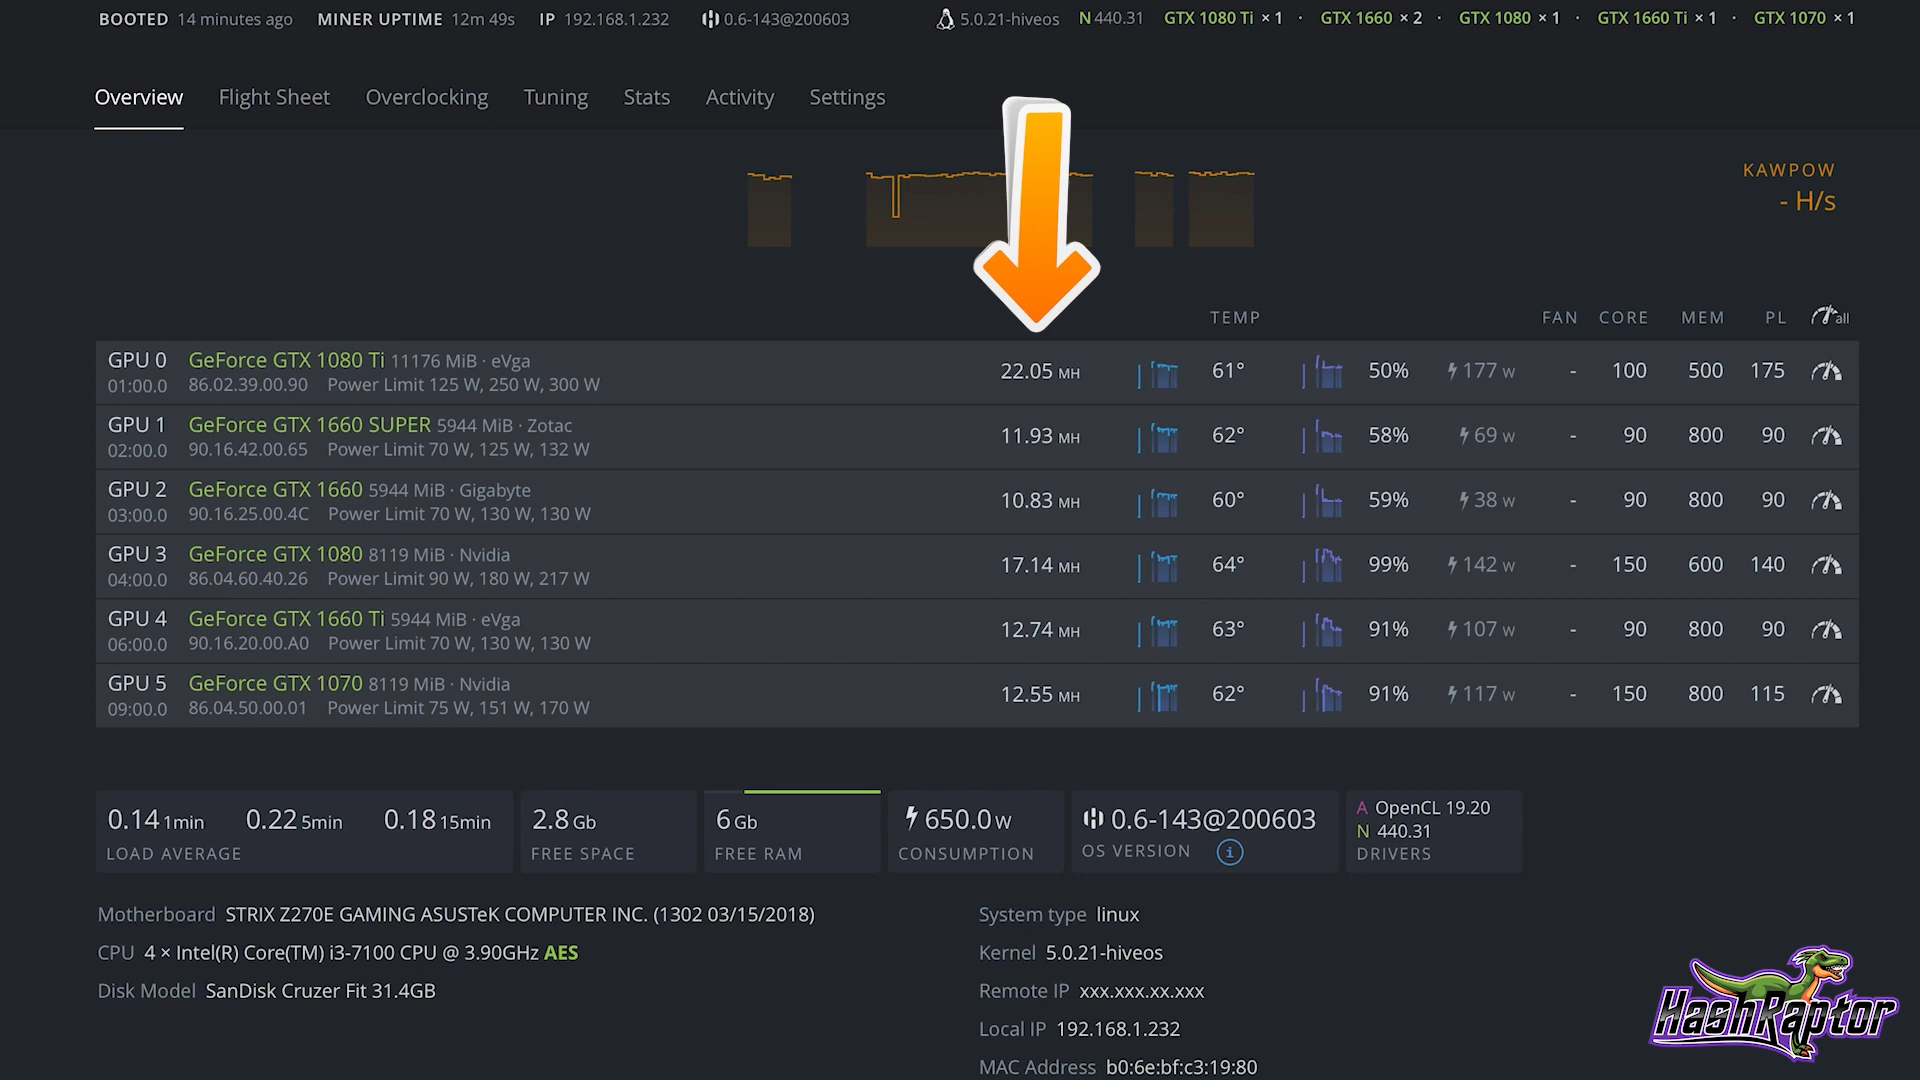 BOOTED 14 minutes ago MINER UPTIME 12m 49s IP 192.168.1.232 0.6-143@200603 5.0.21-hiveos N 440.31 GTX 1080 Ti × 1 · GTX 1660 × 2 · GTX 1080 × 1 · GTX 1660 Ti × 1 · GTX 1070 × 1
Overview Flight Sheet Overclocking Tuning Stats Activity Settings
KAWPOW
- H/s
TEMP FAN CORE MEM PL all
GPU 0 GeForce GTX 1080 Ti 11176 MiB · eVga
01:00.0 86.02.39.00.90 Power Limit 125 W, 250 W, 300 W
22.05 MH 61° 50% 177 W - 100 500 175
GPU 1 GeForce GTX 1660 SUPER 5944 MiB · Zotac
02:00.0 90.16.42.00.65 Power Limit 70 W, 125 W, 132 W
11.93 MH 62° 58% 69 W - 90 800 90
GPU 2 GeForce GTX 1660 5944 MiB · Gigabyte
03:00.0 90.16.25.00.4C Power Limit 70 W, 130 W, 130 W
10.83 MH 60° 59% 38 W - 90 800 90
GPU 3 GeForce GTX 1080 8119 MiB · Nvidia
04:00.0 86.04.60.40.26 Power Limit 90 W, 180 W, 217 W
17.14 MH 64° 99% 142 W - 150 600 140
GPU 4 GeForce GTX 1660 Ti 5944 MiB · eVga
06:00.0 90.16.20.00.A0 Power Limit 70 W, 130 W, 130 W
12.74 MH 63° 91% 107 W - 90 800 90
GPU 5 GeForce GTX 1070 8119 MiB · Nvidia
09:00.0 86.04.50.00.01 Power Limit 75 W, 151 W, 170 W
12.55 MH 62° 91% 117 W - 150 800 115
0.14 1min 0.22 5min 0.18 15min
LOAD AVERAGE
2.8 Gb
FREE SPACE
6 Gb
FREE RAM
650.0 W
CONSUMPTION
0.6-143@200603
OS VERSION i
A OpenCL 19.20
N 440.31
DRIVERS
Motherboard STRIX Z270E GAMING ASUSTeK COMPUTER INC. (1302 03/15/2018)
CPU 4 × Intel(R) Core(TM) i3-7100 CPU @ 3.90GHz AES
Disk Model SanDisk Cruzer Fit 31.4GB
System type linux
Kernel 5.0.21-hiveos
Remote IP xxx.xxx.xx.xxx
Local IP 192.168.1.232
MAC Address b0:6e:bf:c3:19:80
HashRaptor